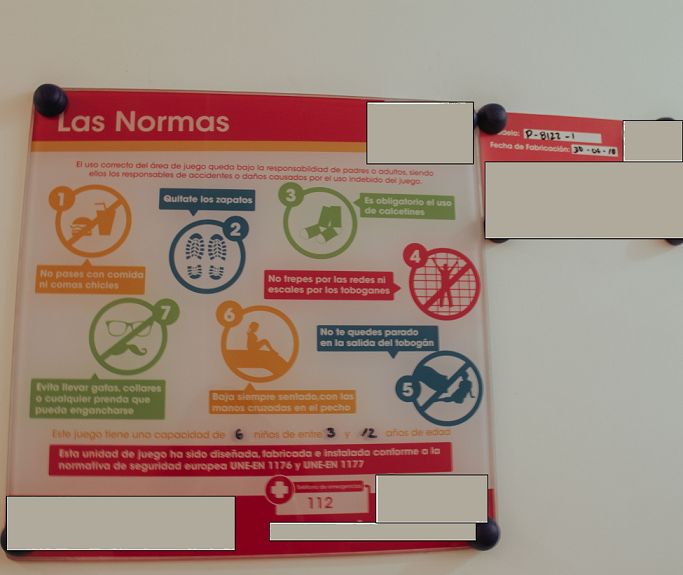 Las Normas
El uso correcto del área de juego queda bajo la responsabilidad de padres o adultos, siendo
ellos los responsables de accidentes o daños causados por el uso indebido del juego.
1
No pases con comida
ni comas chicles
Quitate los zapatos
2
3
Es obligatorio el uso
de calcetines
4
No trepes por las redes ni
escales por los toboganes
7
Evita llevar gafas, collares
o cualquier prenda que
pueda engancharse
6
Baja siempre sentado, con las
manos cruzadas en el pecho
No te quedes parado
en la salida del tobogán
5
Este juego tiene una capacidad de 6 niños de entre 3 y 12 años de edad
Esta unidad de juego ha sido diseñada, fabricada e instalada conforme a la
normativa de seguridad europea UNE-EN 1176 y UNE-EN 1177
Teléfono de emergencias
112
P-8122-1
Fecha de Fabricación: 30-04-18